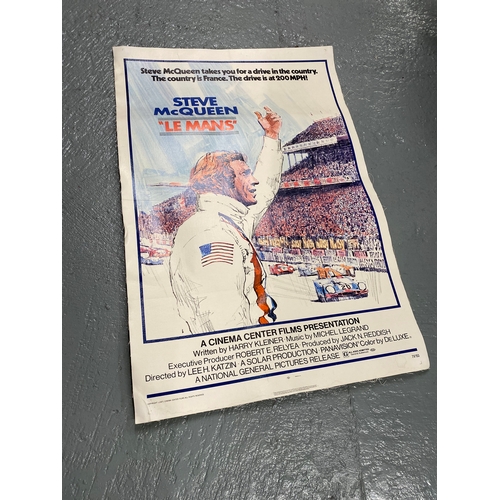 Steve McQueen takes you for a drive in the country.
The country is France. The drive is at 200 MPH!
STEVE
McQUEEN
"LE MANS"
A CINEMA CENTER FILMS PRESENTATION
Written by HARRY KLEINER Music by MICHEL LEGRAND
Executive Producer ROBERT E. RELYEA Produced by JACK N. REDDISH
Directed by LEE H. KATZIN A SOLAR PRODUCTION PANAVISION® Color by DELUXE®
A NATIONAL GENERAL PICTURES RELEASE